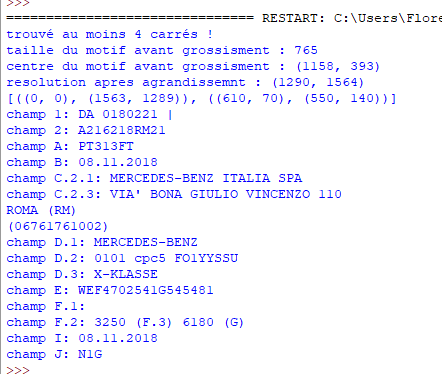 >>>
=============================== RESTART: C:\Users\Flore
trouvé au moins 4 carrés !
taille du motif avant grossisment : 765
centre du motif avant grossisment : (1158, 393)
resolution apres agrandissemnt : (1290, 1564)
[((0, 0), (1563, 1289)), ((610, 70), (550, 140))]
champ 1: DA 0180221 |
champ 2: A216218RM21
champ A: PT313FT
champ B: 08.11.2018
champ C.2.1: MERCEDES-BENZ ITALIA SPA
champ C.2.3: VIA' BONA GIULIO VINCENZO 110
ROMA (RM)
(06761761002)
champ D.1: MERCEDES-BENZ
champ D.2: 0101 cpc5 FO1YYSSU
champ D.3: X-KLASSE
champ E: WEF4702541G545481
champ F.1:
champ F.2: 3250 (F.3) 6180 (G)
champ I: 08.11.2018
champ J: N1G
>>>